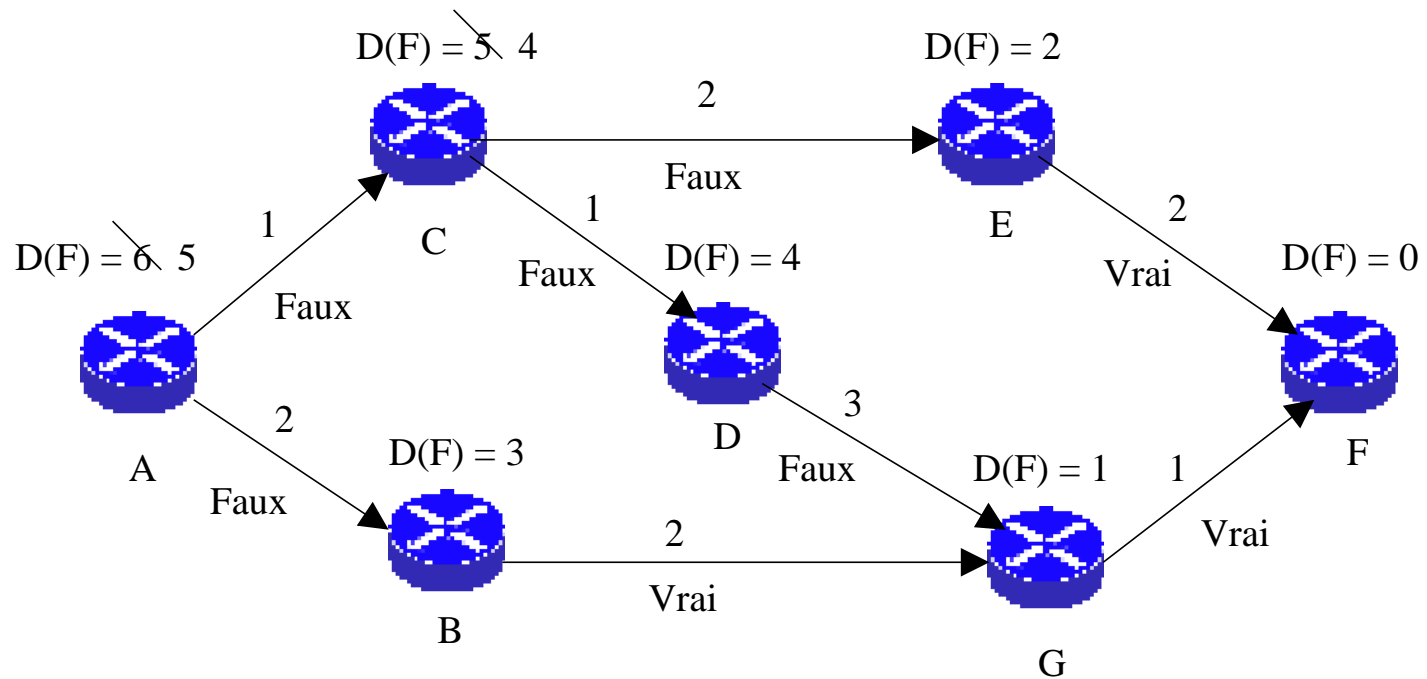 D(F) = 5 4
D(F) = 2
2
Faux
1
C
1
E
2
D(F) = 6 5
Faux
D(F) = 4
Vrai
D(F) = 0
Faux
2
3
D
A
D(F) = 3
Faux
D(F) = 1
1
F
Faux
2
Vrai
Vrai
B
G